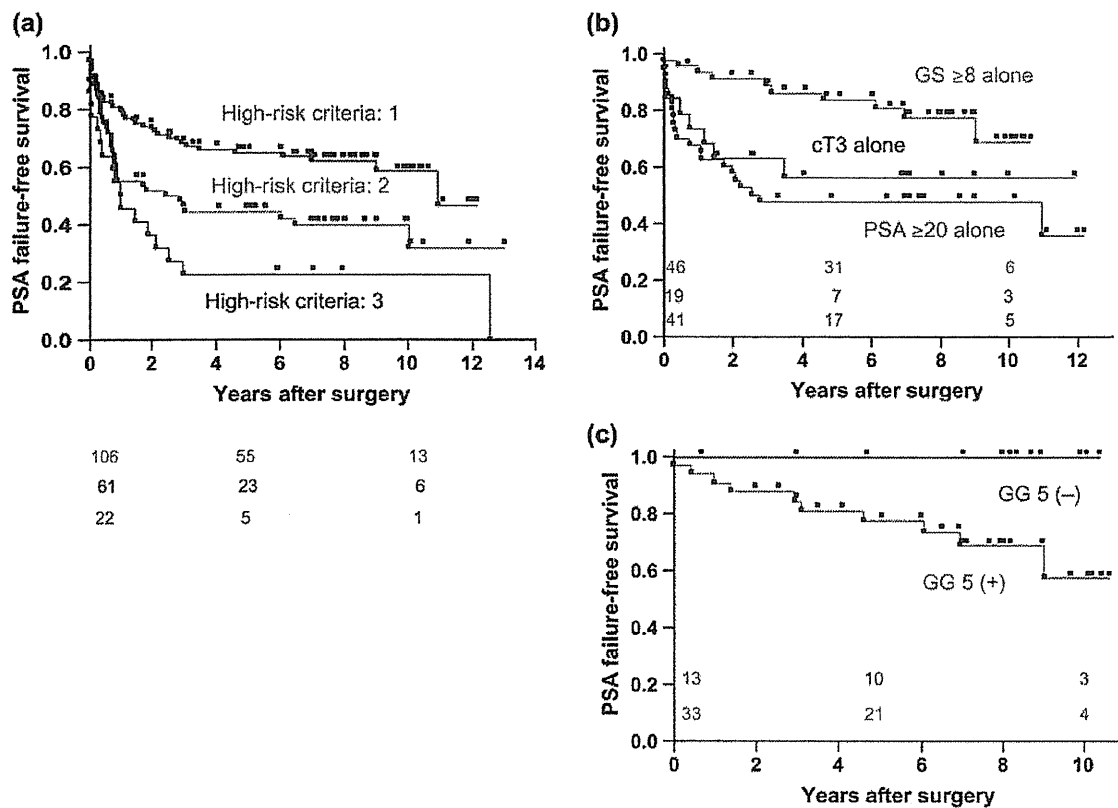 (a)
PSA failure-free survival
1.0
0.8
0.6
0.4
0.2
0.0
High-risk criteria: 1
High-risk criteria: 2
High-risk criteria: 3
0 2 4 6 8 10 12 14
Years after surgery
106 55 13
61 23 6
22 5 1
(b)
PSA failure-free survival
1.0
0.8
0.6
0.4
0.2
0.0
GS ≥8 alone
cT3 alone
PSA ≥20 alone
46 31 6
19 7 3
41 17 5
0 2 4 6 8 10 12
Years after surgery
(c)
PSA failure-free survival
1.0
0.8
0.6
0.4
0.2
0.0
GG 5 (–)
GG 5 (+)
13 10 3
33 21 4
0 2 4 6 8 10
Years after surgery